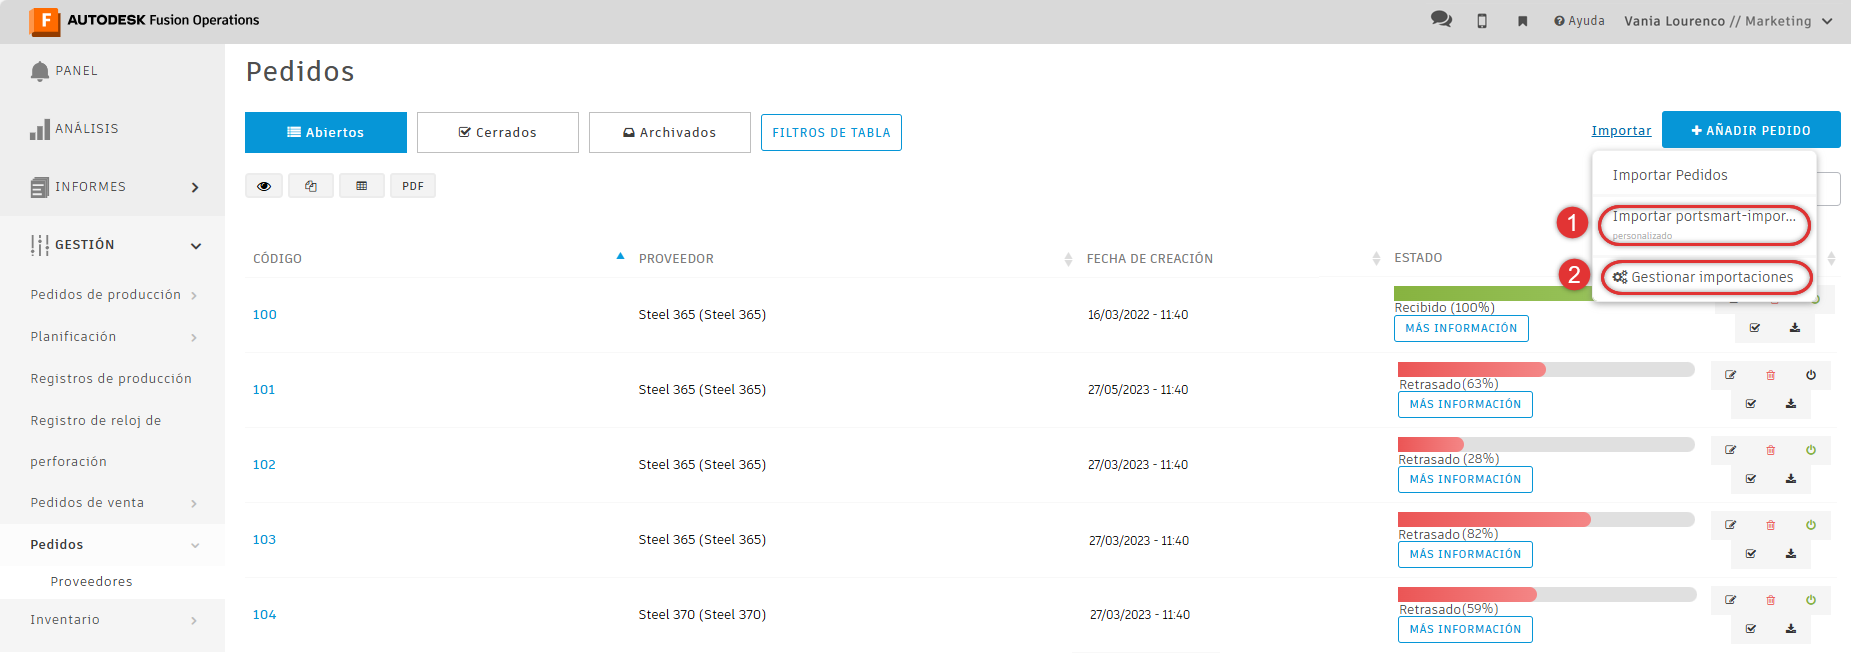 F AUTODESK Fusion Operations
Ayuda
Vania Lourenco // Marketing
PANEL
ANÁLISIS
INFORMES
GESTIÓN
Pedidos de producción
Planificación
Registros de producción
Registro de reloj de
perforación
Pedidos de venta
Pedidos
Proveedores
Inventario
Pedidos
Abiertos
Cerrados
Archivados
FILTROS DE TABLA
Importar
AÑADIR PEDIDO
PDF
Importar Pedidos
1
Importar portsmart-impor...
personalizado
2
Gestionar importaciones
CÓDIGO
PROVEEDOR
FECHA DE CREACIÓN
ESTADO
100
Steel 365 (Steel 365)
16/03/2022 - 11:40
Recibido (100%)
MÁS INFORMACIÓN
101
Steel 365 (Steel 365)
27/05/2023 - 11:40
Retrasado(63%)
MÁS INFORMACIÓN
102
Steel 365 (Steel 365)
27/03/2023 - 11:40
Retrasado (28%)
MÁS INFORMACIÓN
103
Steel 365 (Steel 365)
27/03/2023 - 11:40
Retrasado (82%)
MÁS INFORMACIÓN
104
Steel 370 (Steel 370)
27/03/2023 - 11:40
Retrasado(59%)
MÁS INFORMACIÓN